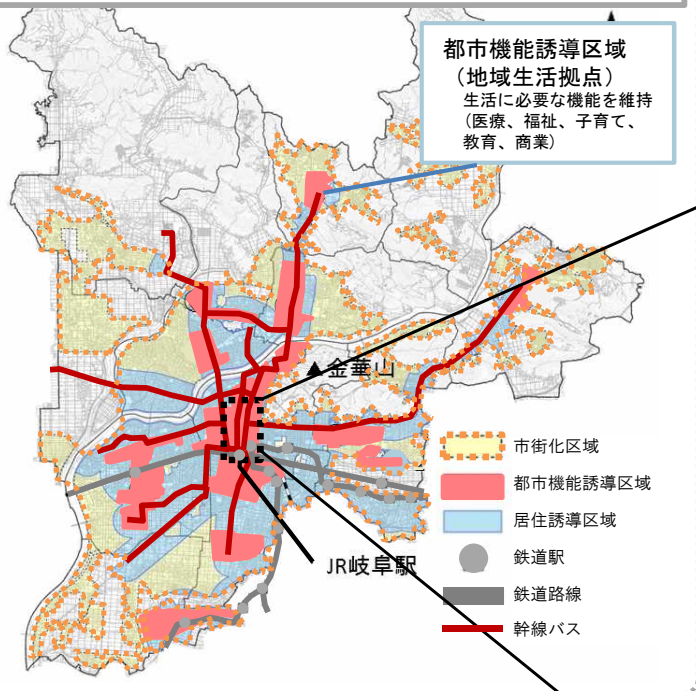 都市機能誘導区域
（地域生活拠点）
生活に必要な機能を維持
（医療、福祉、子育て、
教育、商業）
▲金華山
市街化区域
都市機能誘導区域
居住誘導区域
鉄道駅
JR岐阜駅
鉄道路線
幹線バス